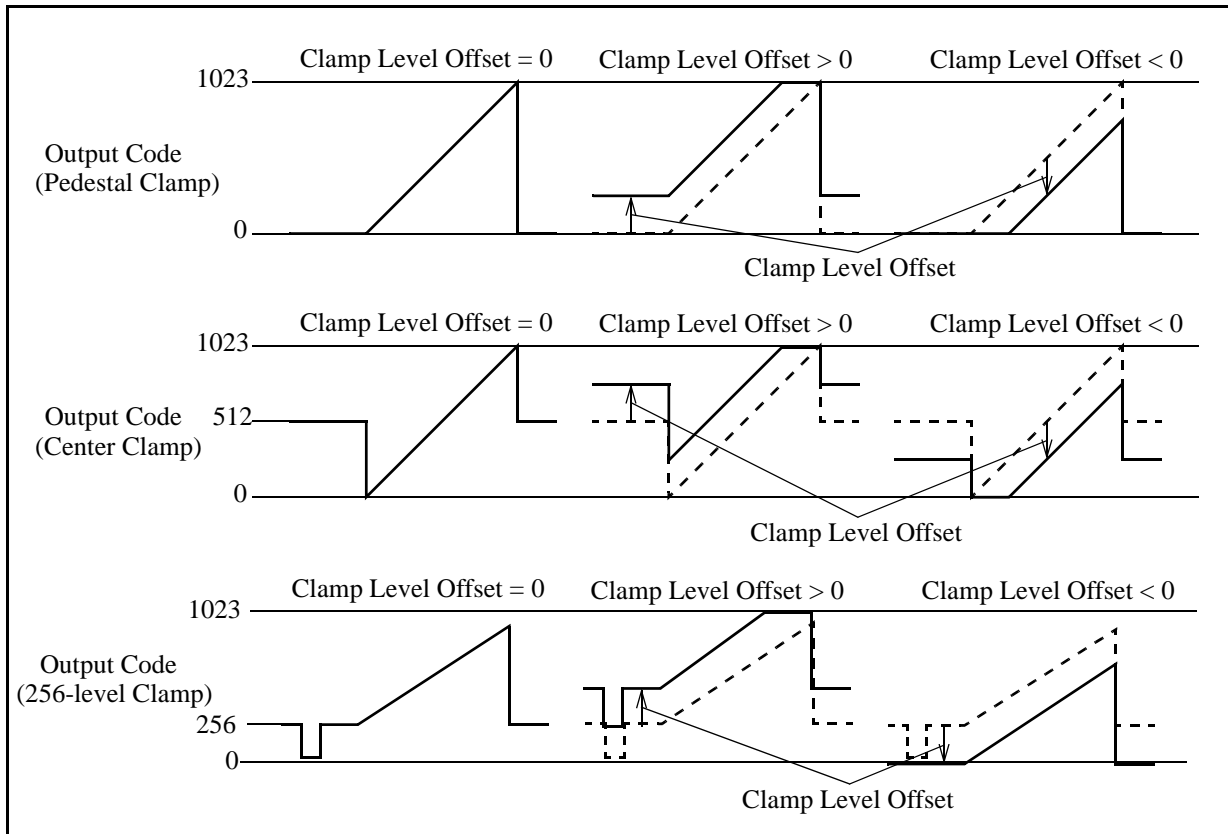 Clamp Level Offset = 0
Clamp Level Offset > 0
Clamp Level Offset < 0
1023
Output Code
(Pedestal Clamp)
0
Clamp Level Offset
Clamp Level Offset = 0
Clamp Level Offset > 0
Clamp Level Offset < 0
1023
Output Code
(Center Clamp)
512
0
Clamp Level Offset
Clamp Level Offset = 0
Clamp Level Offset > 0
Clamp Level Offset < 0
1023
Output Code
(256-level Clamp)
256
0
Clamp Level Offset